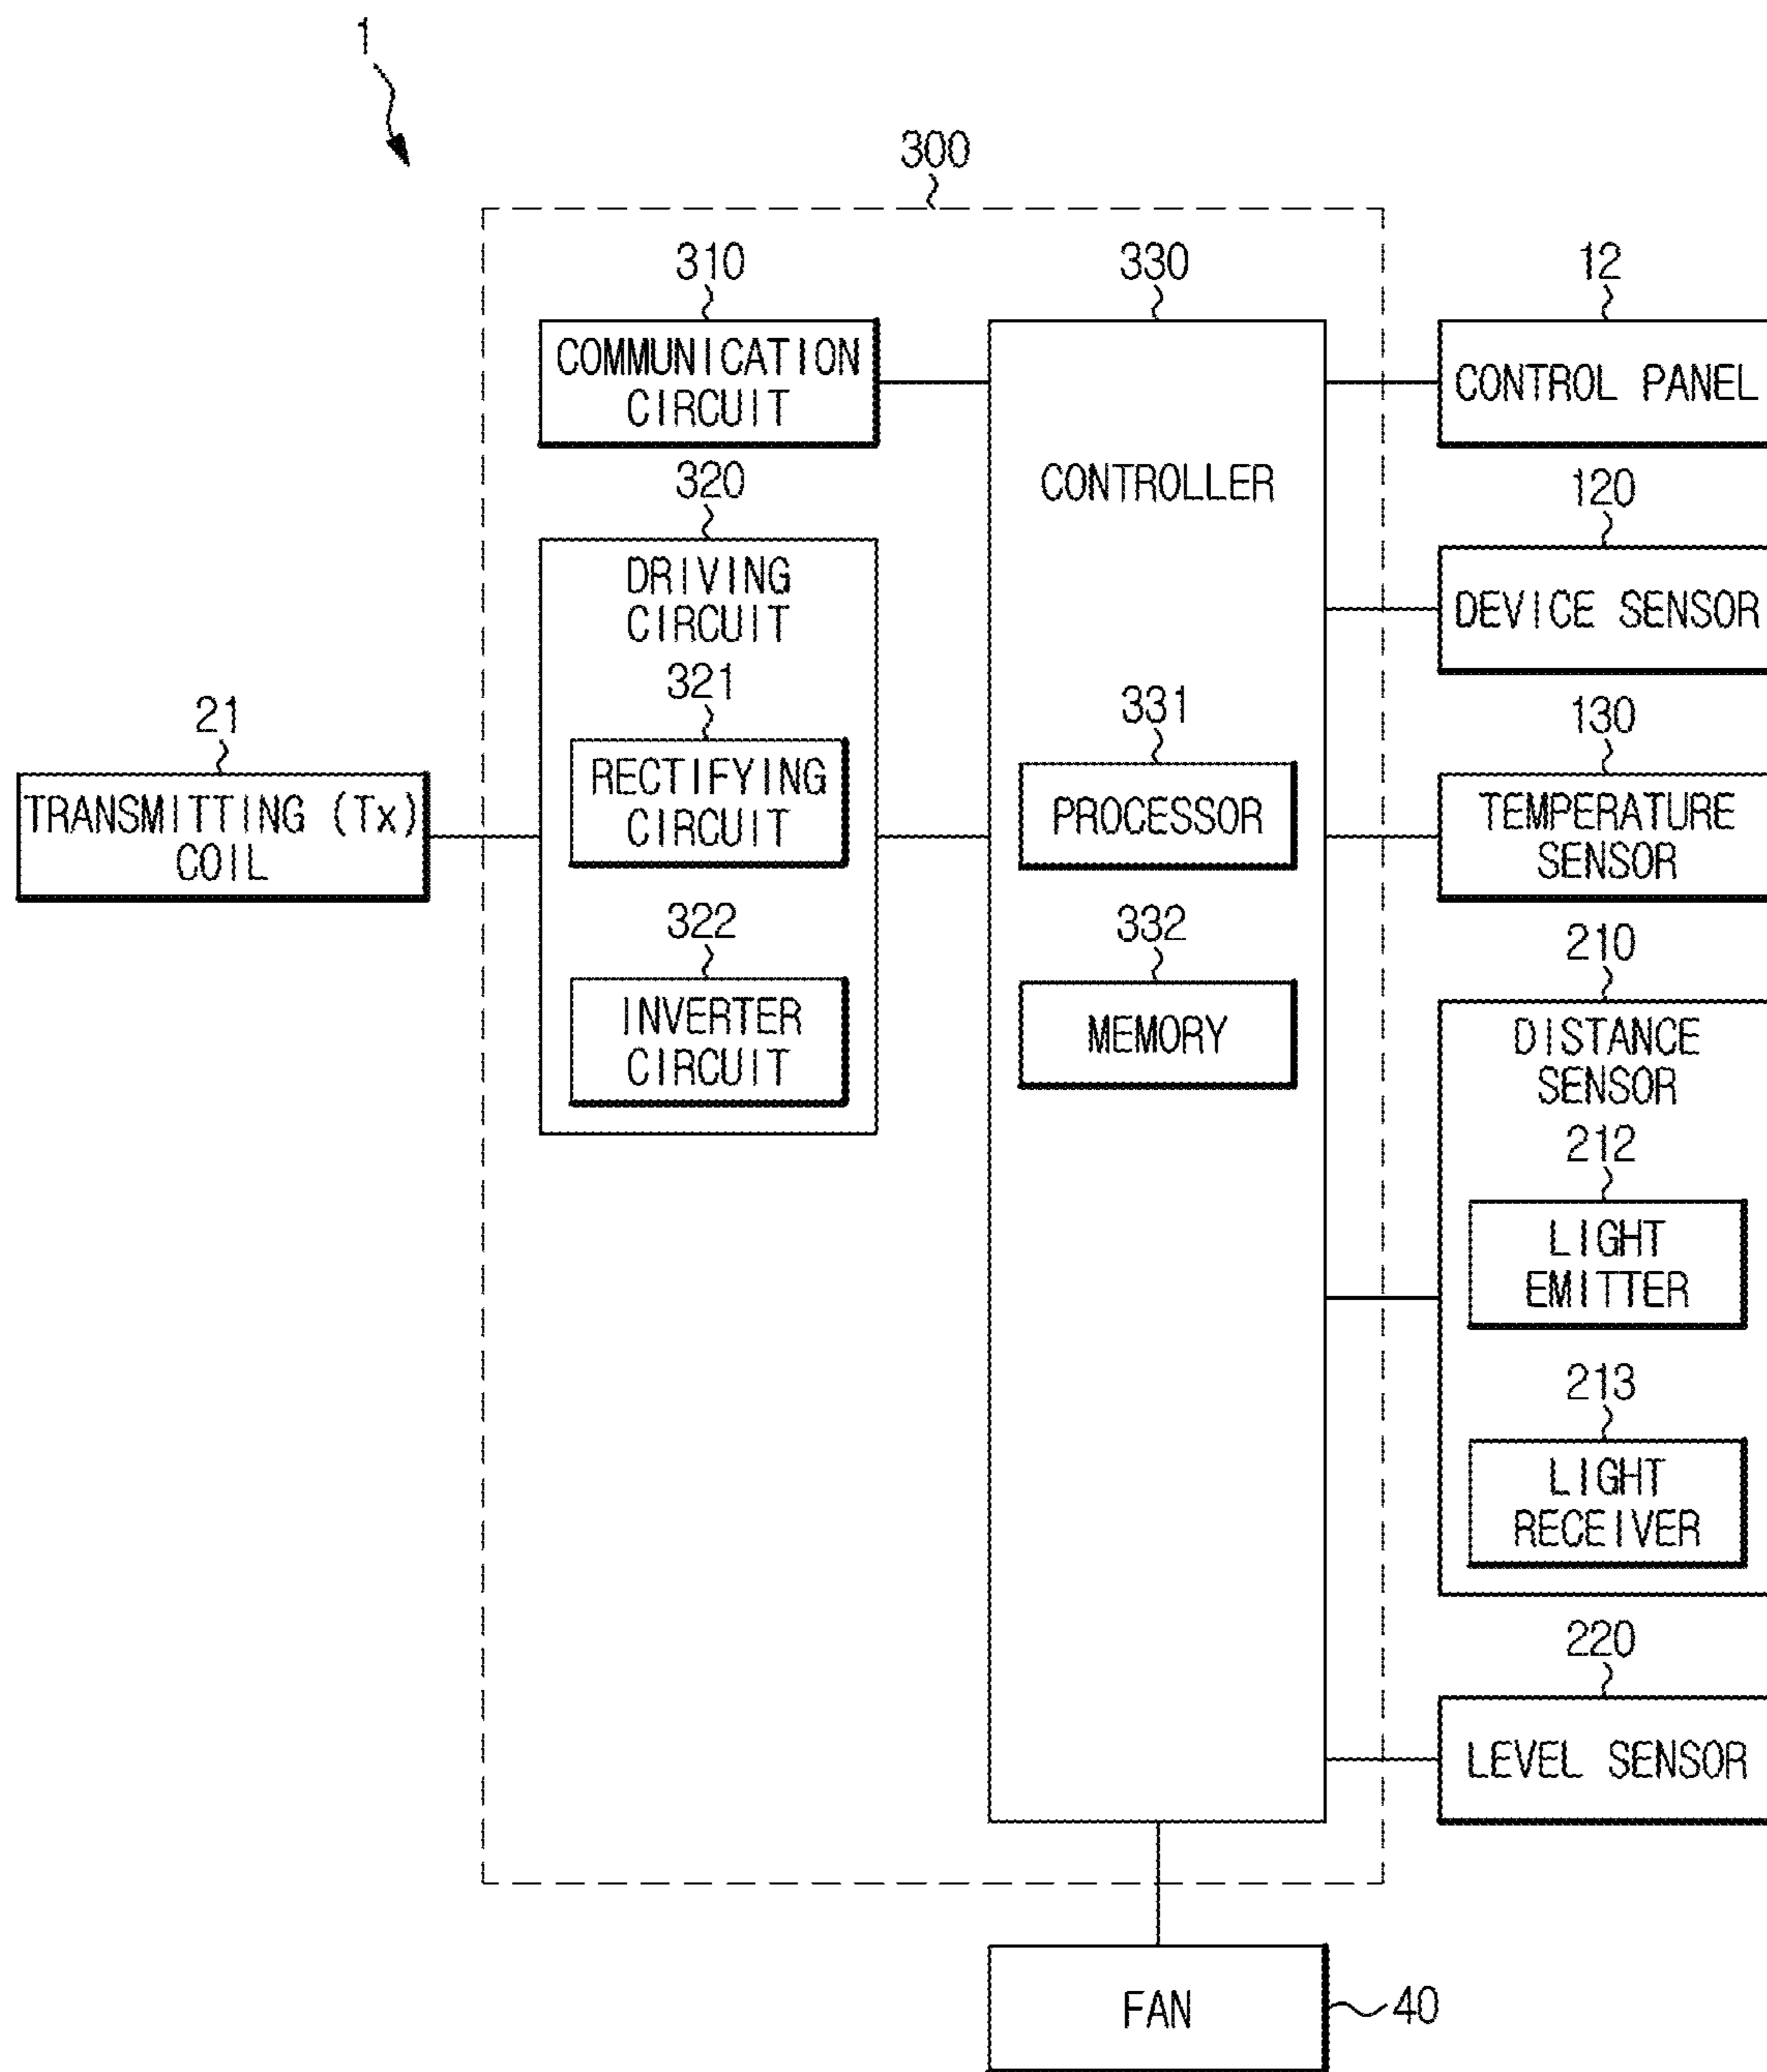 1
300
310
COMMUNICATION
CIRCUIT
320
DRIVING
CIRCUIT
321
RECTIFYING
CIRCUIT
322
INVERTER
CIRCUIT
21
TRANSMITTING (Tx)
COIL
330
CONTROLLER
331
PROCESSOR
332
MEMORY
12
CONTROL PANEL
120
DEVICE SENSOR
130
TEMPERATURE
SENSOR
210
DISTANCE
SENSOR
212
LIGHT
EMITTER
213
LIGHT
RECEIVER
220
LEVEL SENSOR
FAN
40